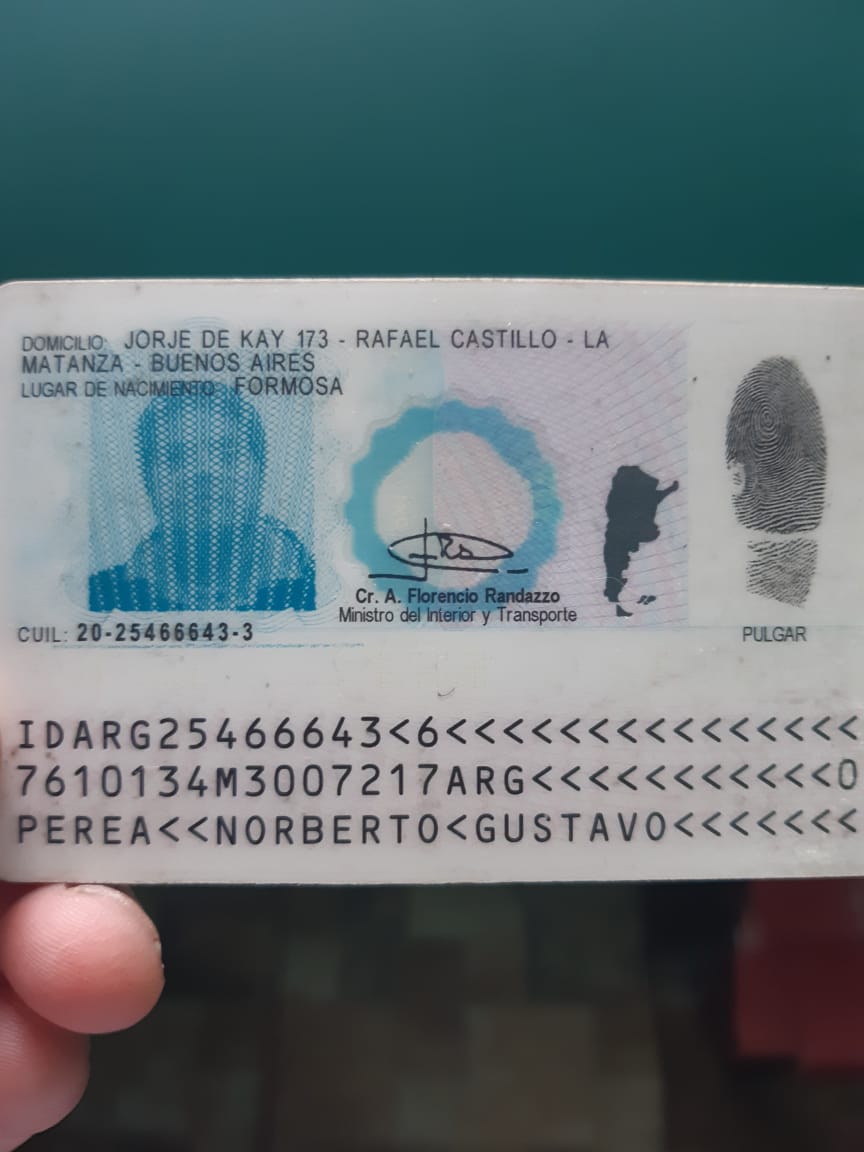 DOMICILIO: JORJE DE KAY 173 - RAFAEL CASTILLO - LA
MATANZA - BUENOS AIRES
LUGAR DE NACIMIENTO: FORMOSA
Cr. A. Florencio Randazzo
Ministro del Interior y Transporte
CUIL: 20-25466643-3
PULGAR
IDARG25466643<6<<<<<<<<<<<<<<<
7610134M3007217ARG<<<<<<<<<<<0
PEREA<<NORBERTO<GUSTAVO<<<<<<<